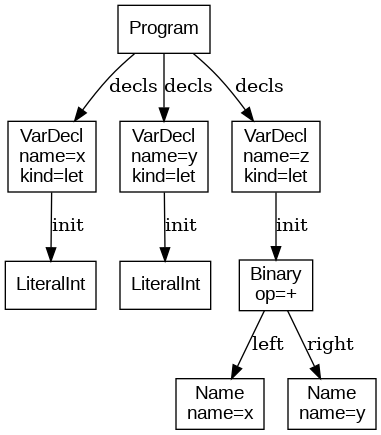 Program
decls decls decls
VarDecl
name=x
kind=let
VarDecl
name=y
kind=let
VarDecl
name=z
kind=let
init init init
LiteralInt
LiteralInt
Binary
op=+
left right
Name
name=x
Name
name=y